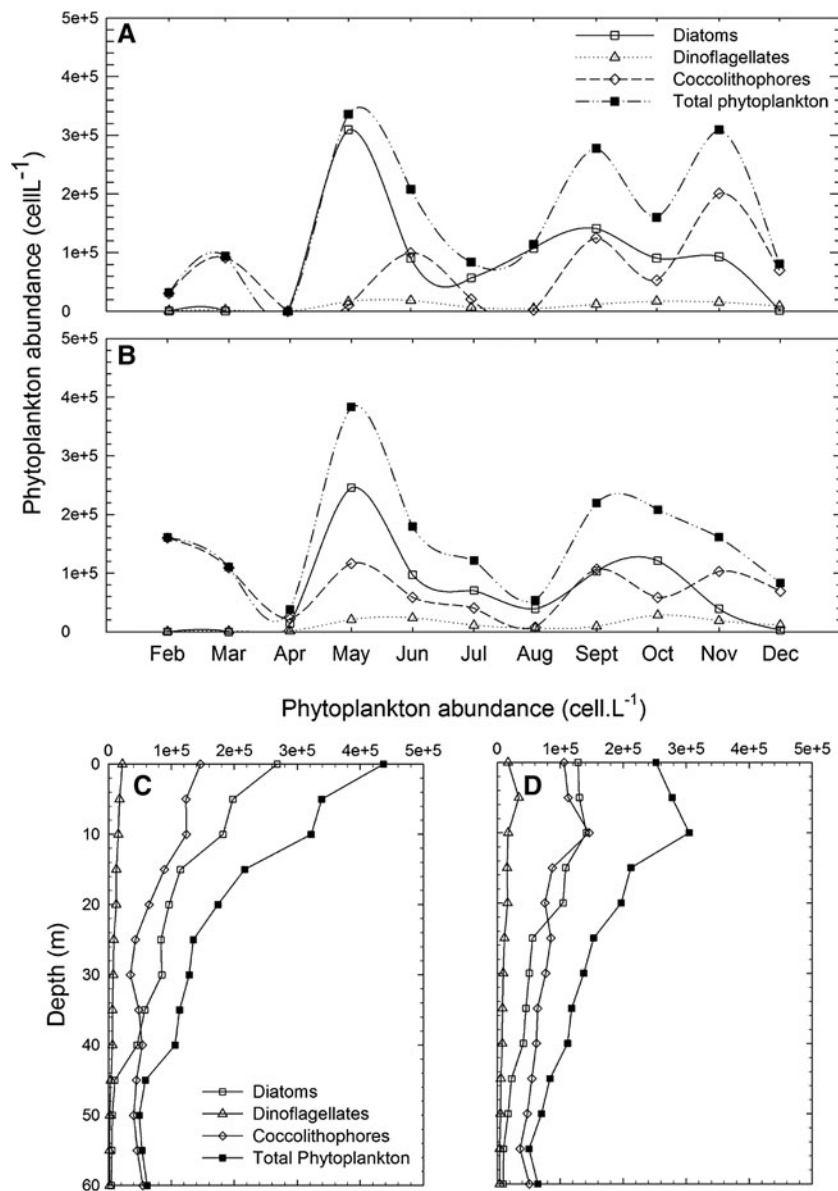 A
5e+5
4e+5
3e+5
2e+5
1e+5
0
Diatoms
Dinoflagellates
Coccolithophores
Total phytoplankton
Phytoplankton abundance (cellL-1)
B
5e+5
4e+5
3e+5
2e+5
1e+5
0
Feb Mar Apr May Jun Jul Aug Sept Oct Nov Dec
Phytoplankton abundance (cell.L-1)
0 1e+5 2e+5 3e+5 4e+5 5e+5
0 1e+5 2e+5 3e+5 4e+5 5e+5
C
D
0
10
20
30
40
50
60
Depth (m)
Diatoms
Dinoflagellates
Coccolithophores
Total Phytoplankton